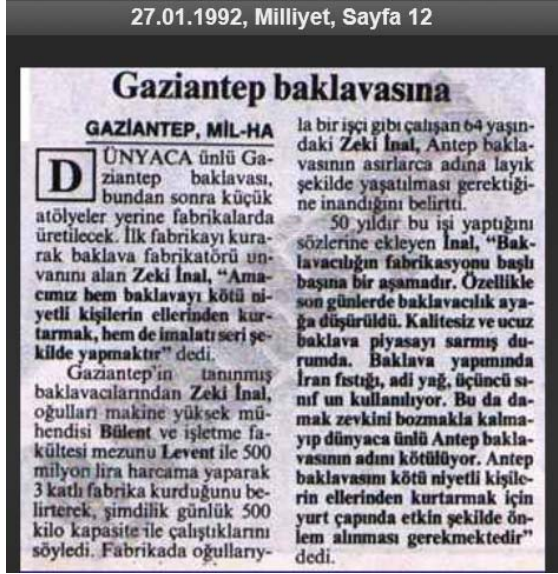 27.01.1992, Milliyet, Sayfa 12
Gaziantep baklavasına
GAZİANTEP, MİL-HA
DÜNYACA ünlü Ga-
ziantep baklavası,
bundan sonra küçük
atölyeler yerine fabrikalarda
üretilecek. İlk fabrikayı kura-
rak baklava fabrikatörü un-
vanını alan Zeki İnal, “Ama-
cımız hem baklavayı kötü ni-
yetli kişilerin ellerinden kur-
tarmak, hem de imalatı seri şe-
kilde yapmaktır” dedi.
Gaziantep'in tanınmış
baklavacılarından Zeki İnal,
oğulları makine yüksek mü-
hendisi Bülent ve işletme fa-
kültesi mezunu Levent ile 500
milyon lira harcama yaparak
3 katlı fabrika kurduğunu be-
lirterek, şimdilik günlük 500
kilo kapasite ile çalıştıklarını
söyledi. Fabrikada oğullarıy-
la bir işçi gibi çalışan 64 yaşın-
daki Zeki İnal, Antep bakla-
vasının asırlarca adına layık
şekilde yaşatılması gerektiği-
ne inandığını belirtti.
50 yıldır bu işi yaptığını
sözlerine ekleyen İnal, “Bak-
lavacılığın fabrikasyonu başlı
başına bir aşamadır. Özellikle
son günlerde baklavacılık aya-
ğa düşürüldü. Kalitesiz ve ucuz
baklava piyasayı sarmış du-
rumda. Baklava yapımında
İran fıstığı, adi yağ, üçüncü sı-
nıf un kullanılıyor. Bu da da-
mak zevkini bozmakla kalma-
yıp dünyaca ünlü Antep bakla-
vasının adını kötülüyor. Antep
baklavasını kötü niyetli kişile-
rin ellerinden kurtarmak için
yurt çapında etkin şekilde ön-
lem alınması gerekmektedir”
dedi.